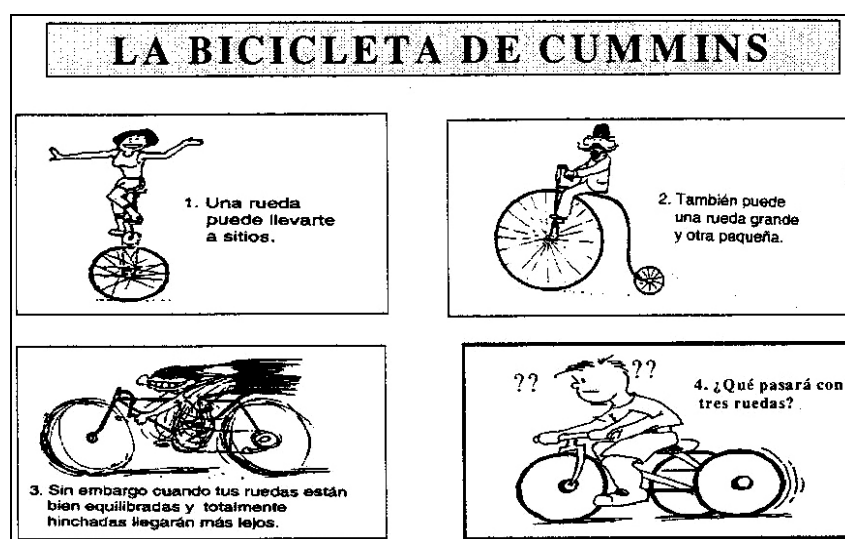 LA BICICLETA DE CUMMINS
1. Una rueda
puede llevarte
a sitios.
2. También puede
una rueda grande
y otra paqueña.
3. Sin embargo cuando tus ruedas están
bien equilibradas y totalmente
hinchadas llegarán más lejos.
?? ??
4. ¿Qué pasará con
tres ruedas?